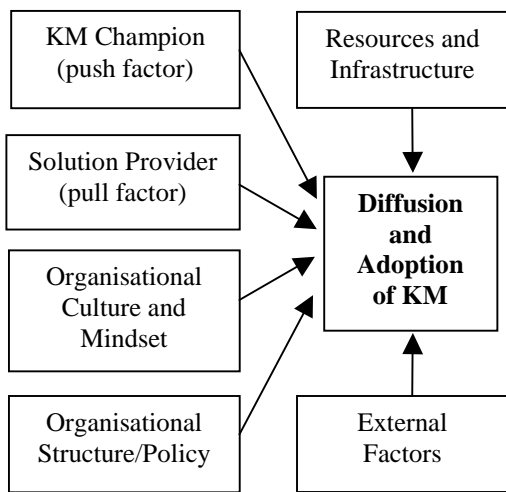 KM Champion
(push factor)
Resources and
Infrastructure
Solution Provider
(pull factor)
Diffusion
and
Adoption
of KM
Organisational
Culture and
Mindset
Organisational
Structure/Policy
External
Factors